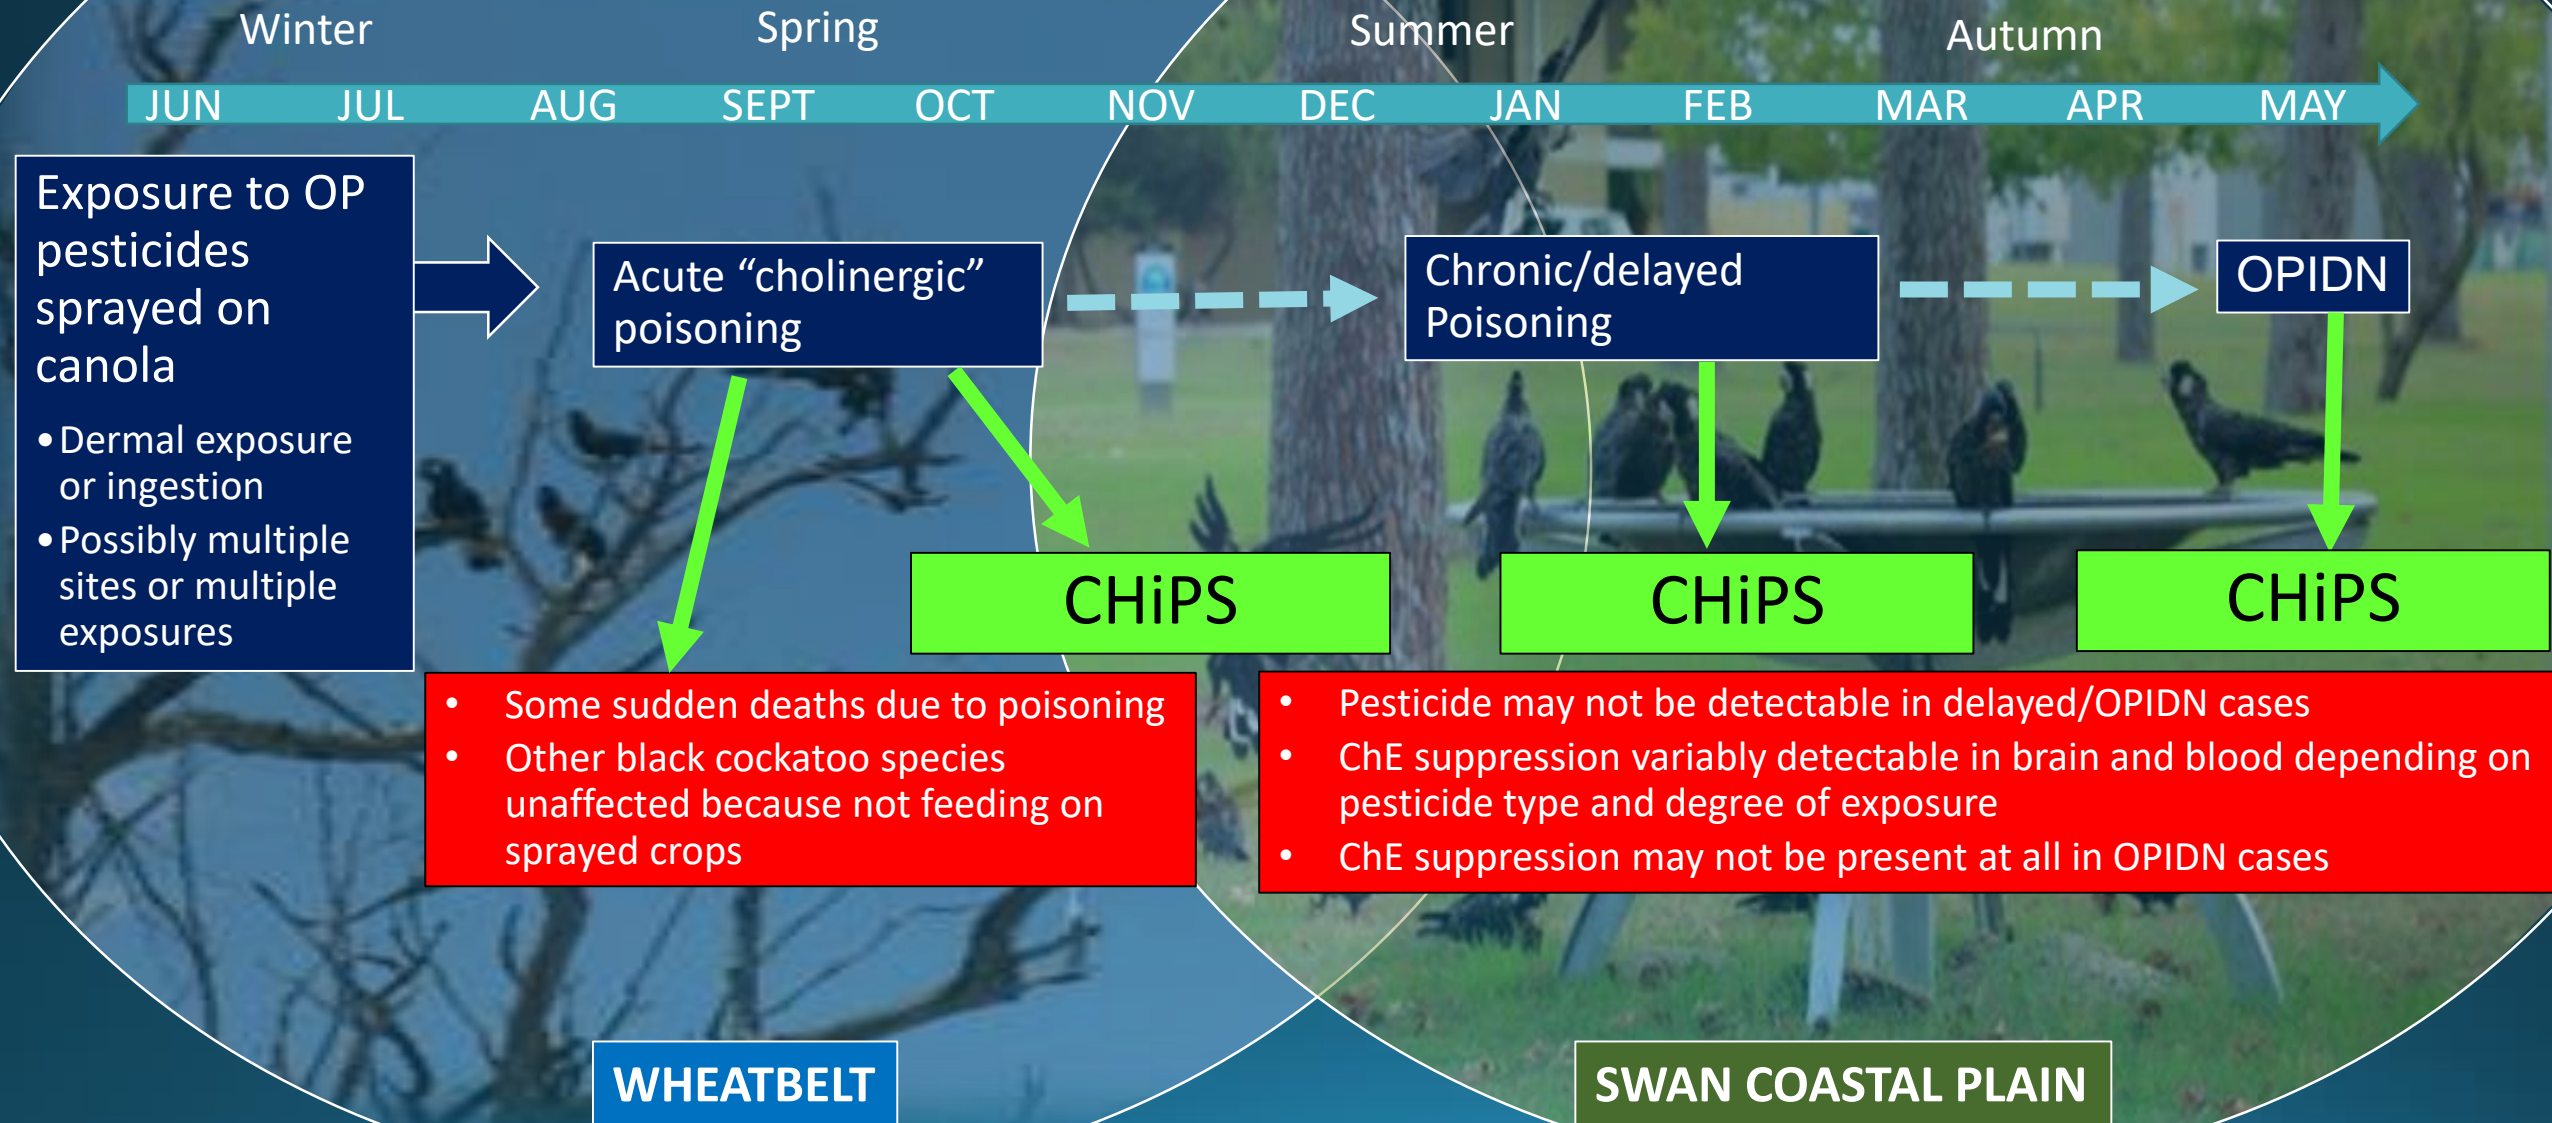 Winter Spring Summer Autumn
JUN JUL AUG SEPT OCT NOV DEC JAN FEB MAR APR MAY
Exposure to OP
pesticides
sprayed on
canola
• Dermal exposure
or ingestion
• Possibly multiple
sites or multiple
exposures
Acute “cholinergic”
poisoning
Chronic/delayed
Poisoning
OPIDN
CHiPS
CHiPS
CHiPS
• Some sudden deaths due to poisoning
• Other black cockatoo species
unaffected because not feeding on
sprayed crops
• Pesticide may not be detectable in delayed/OPIDN cases
• ChE suppression variably detectable in brain and blood depending on
pesticide type and degree of exposure
• ChE suppression may not be present at all in OPIDN cases
WHEATBELT
SWAN COASTAL PLAIN